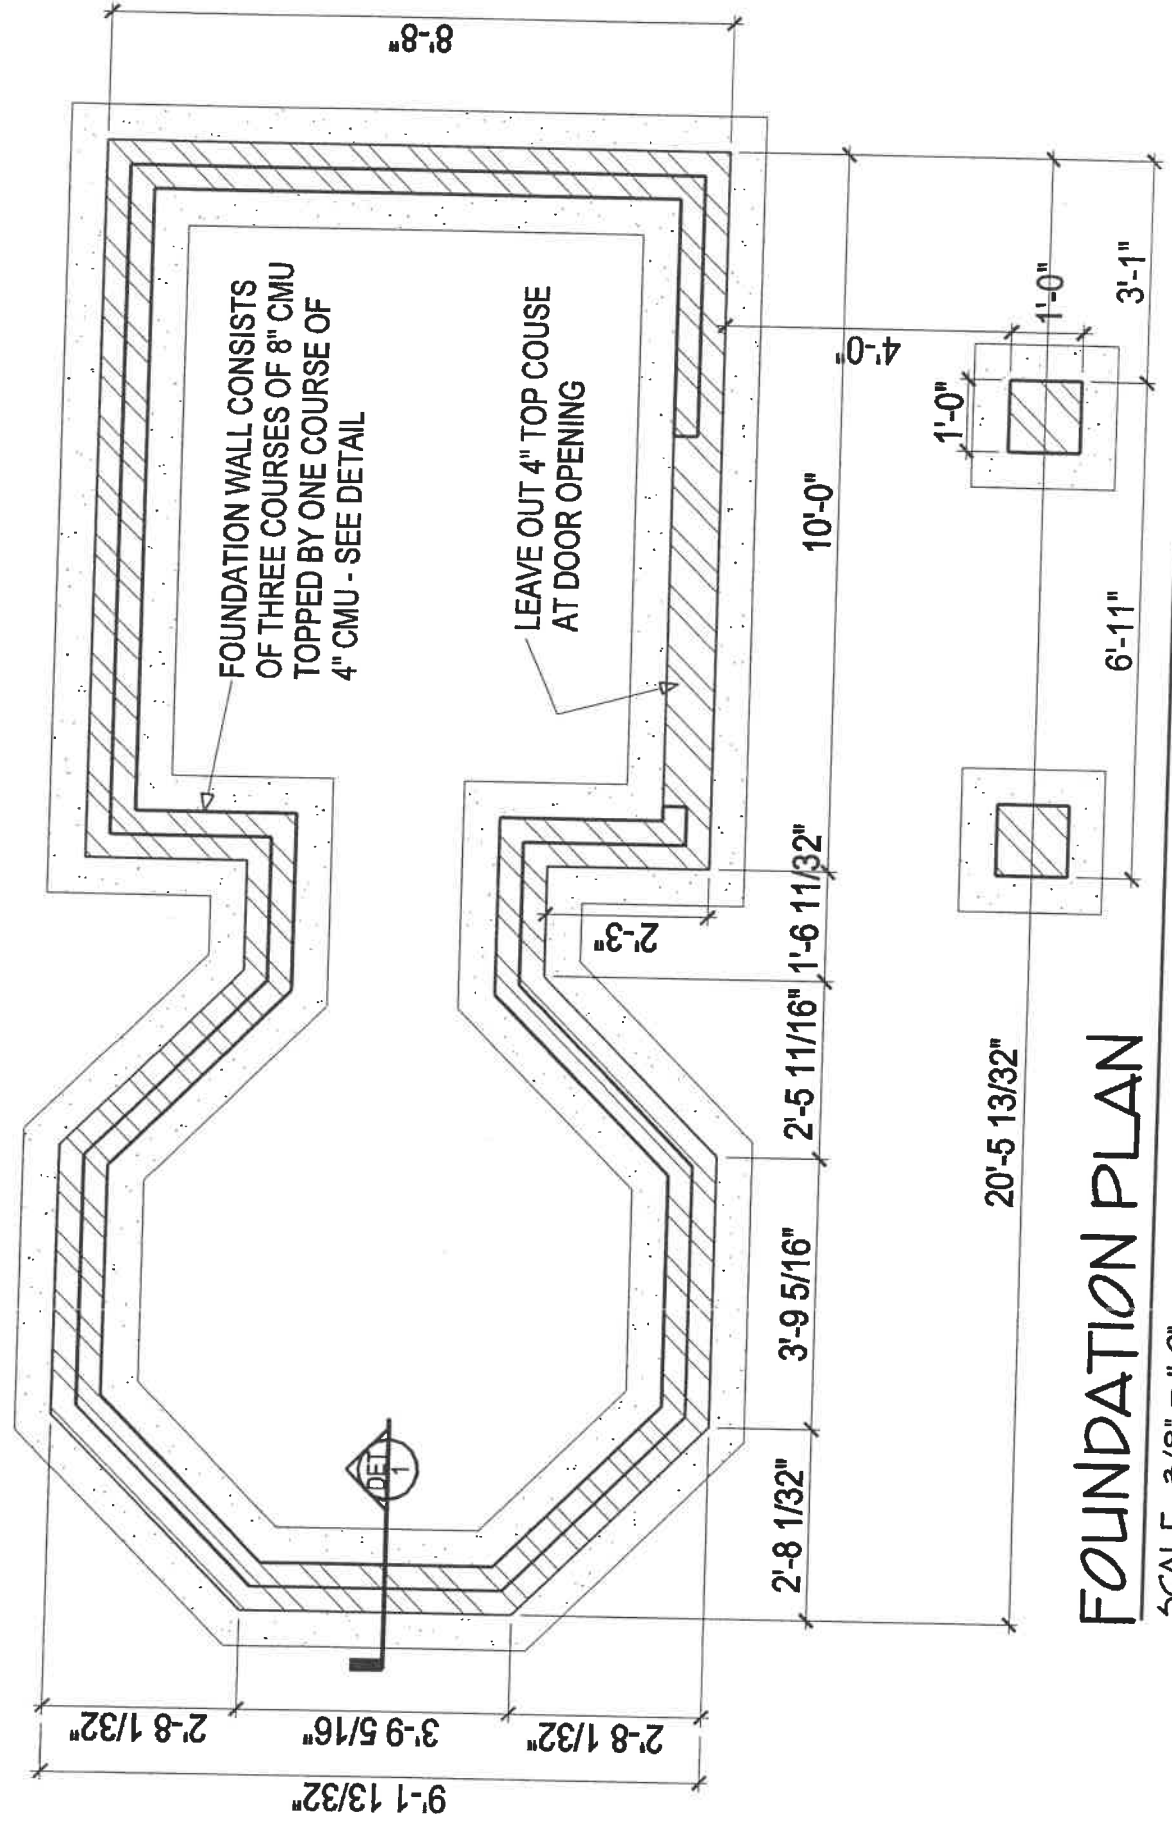 8'-8"
FOUNDATION WALL CONSISTS
OF THREE COURSES OF 8" CMU
TOPPED BY ONE COURSE OF
4" CMU - SEE DETAIL
LEAVE OUT 4" TOP COUSE
AT DOOR OPENING
4'-0"
1'-0"
1'-0"
3'-1"
10'-0"
6'-11"
2'-3"
2'-8 1/32"
3'-9 5/16"
2'-5 11/16"
1'-6 11/32"
20'-5 13/32"
DET
1
2'-8 1/32"
3'-9 5/16"
2'-8 1/32"
9'-1 13/32"
FOUNDATION PLAN